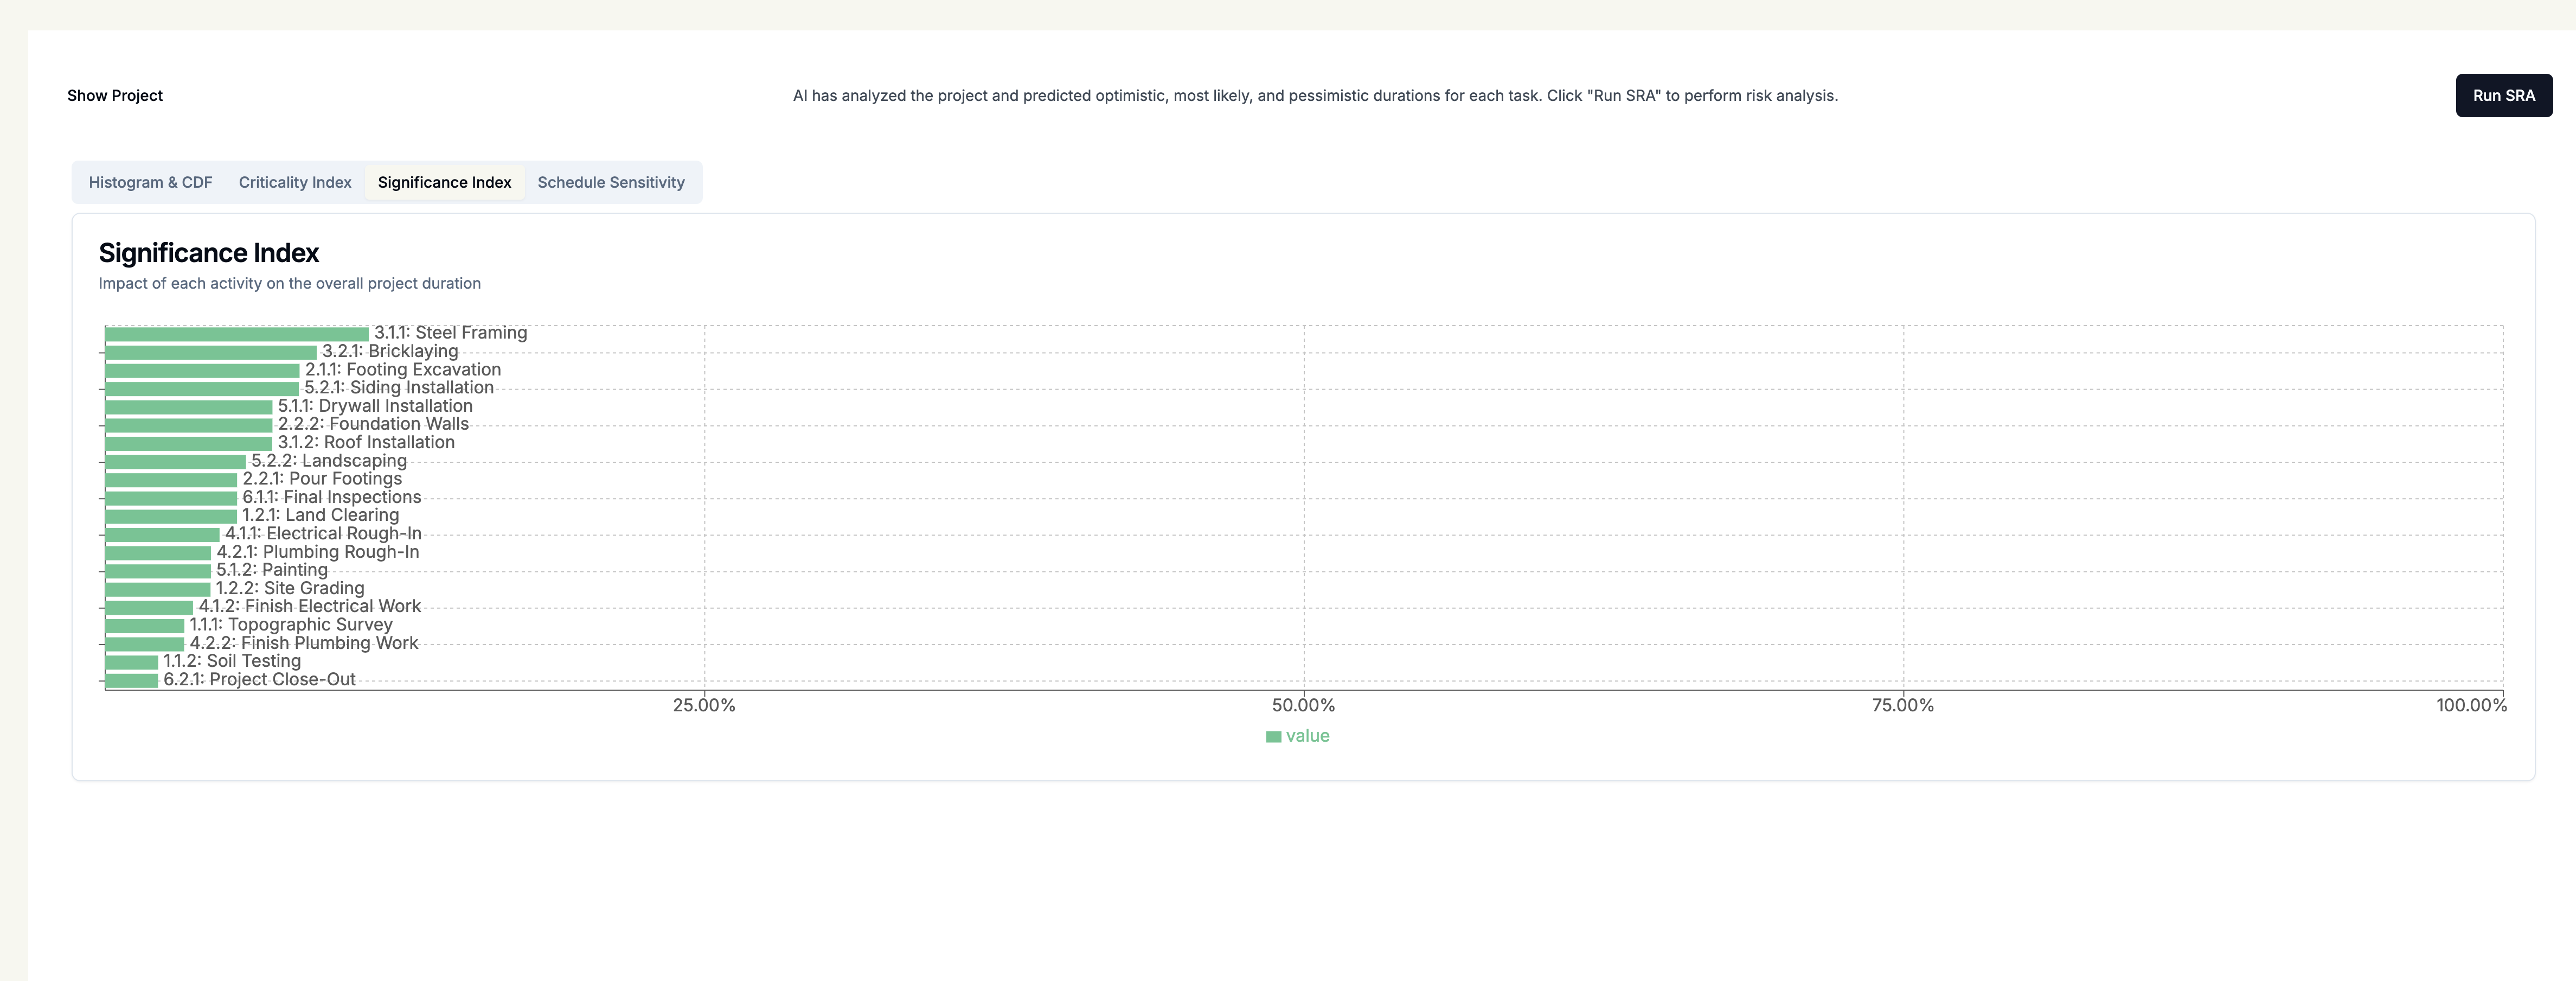 Show Project
AI has analyzed the project and predicted optimistic, most likely, and pessimistic durations for each task. Click "Run SRA" to perform risk analysis.
Run SRA
Histogram & CDF
Criticality Index
Significance Index
Schedule Sensitivity
Significance Index
Impact of each activity on the overall project duration
3.1.1: Steel Framing
3.2.1: Bricklaying
2.1.1: Footing Excavation
5.2.1: Siding Installation
5.1.1: Drywall Installation
2.2.2: Foundation Walls
3.1.2: Roof Installation
5.2.2: Landscaping
2.2.1: Pour Footings
6.1.1: Final Inspections
1.2.1: Land Clearing
4.1.1: Electrical Rough-In
4.2.1: Plumbing Rough-In
5.1.2: Painting
1.2.2: Site Grading
4.1.2: Finish Electrical Work
1.1.1: Topographic Survey
4.2.2: Finish Plumbing Work
1.1.2: Soil Testing
6.2.1: Project Close-Out
25.00%
50.00%
75.00%
100.00%
value